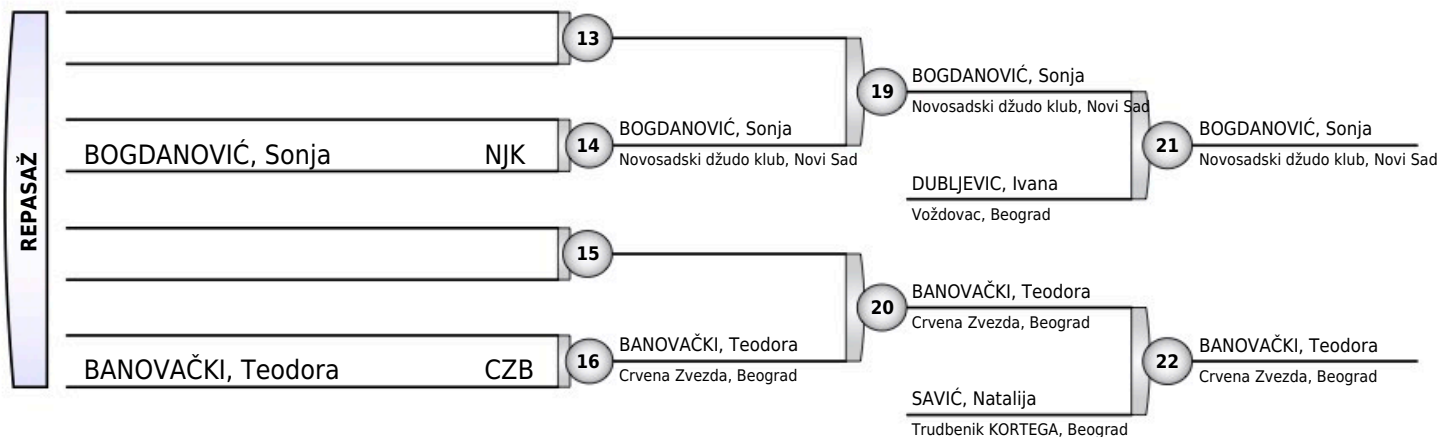 REPASAŽ
13
BOGDANOVIĆ, Sonja NJK
14
BOGDANOVIĆ, Sonja
Novosadski džudo klub, Novi Sad
19
BOGDANOVIĆ, Sonja
Novosadski džudo klub, Novi Sad
DUBLJEVIC, Ivana
Voždovac, Beograd
21
BOGDANOVIĆ, Sonja
Novosadski džudo klub, Novi Sad
15
BANOVAČKI, Teodora CZB
16
BANOVAČKI, Teodora
Crvena Zvezda, Beograd
20
BANOVAČKI, Teodora
Crvena Zvezda, Beograd
SAVIĆ, Natalija
Trudbenik KORTEGA, Beograd
22
BANOVAČKI, Teodora
Crvena Zvezda, Beograd